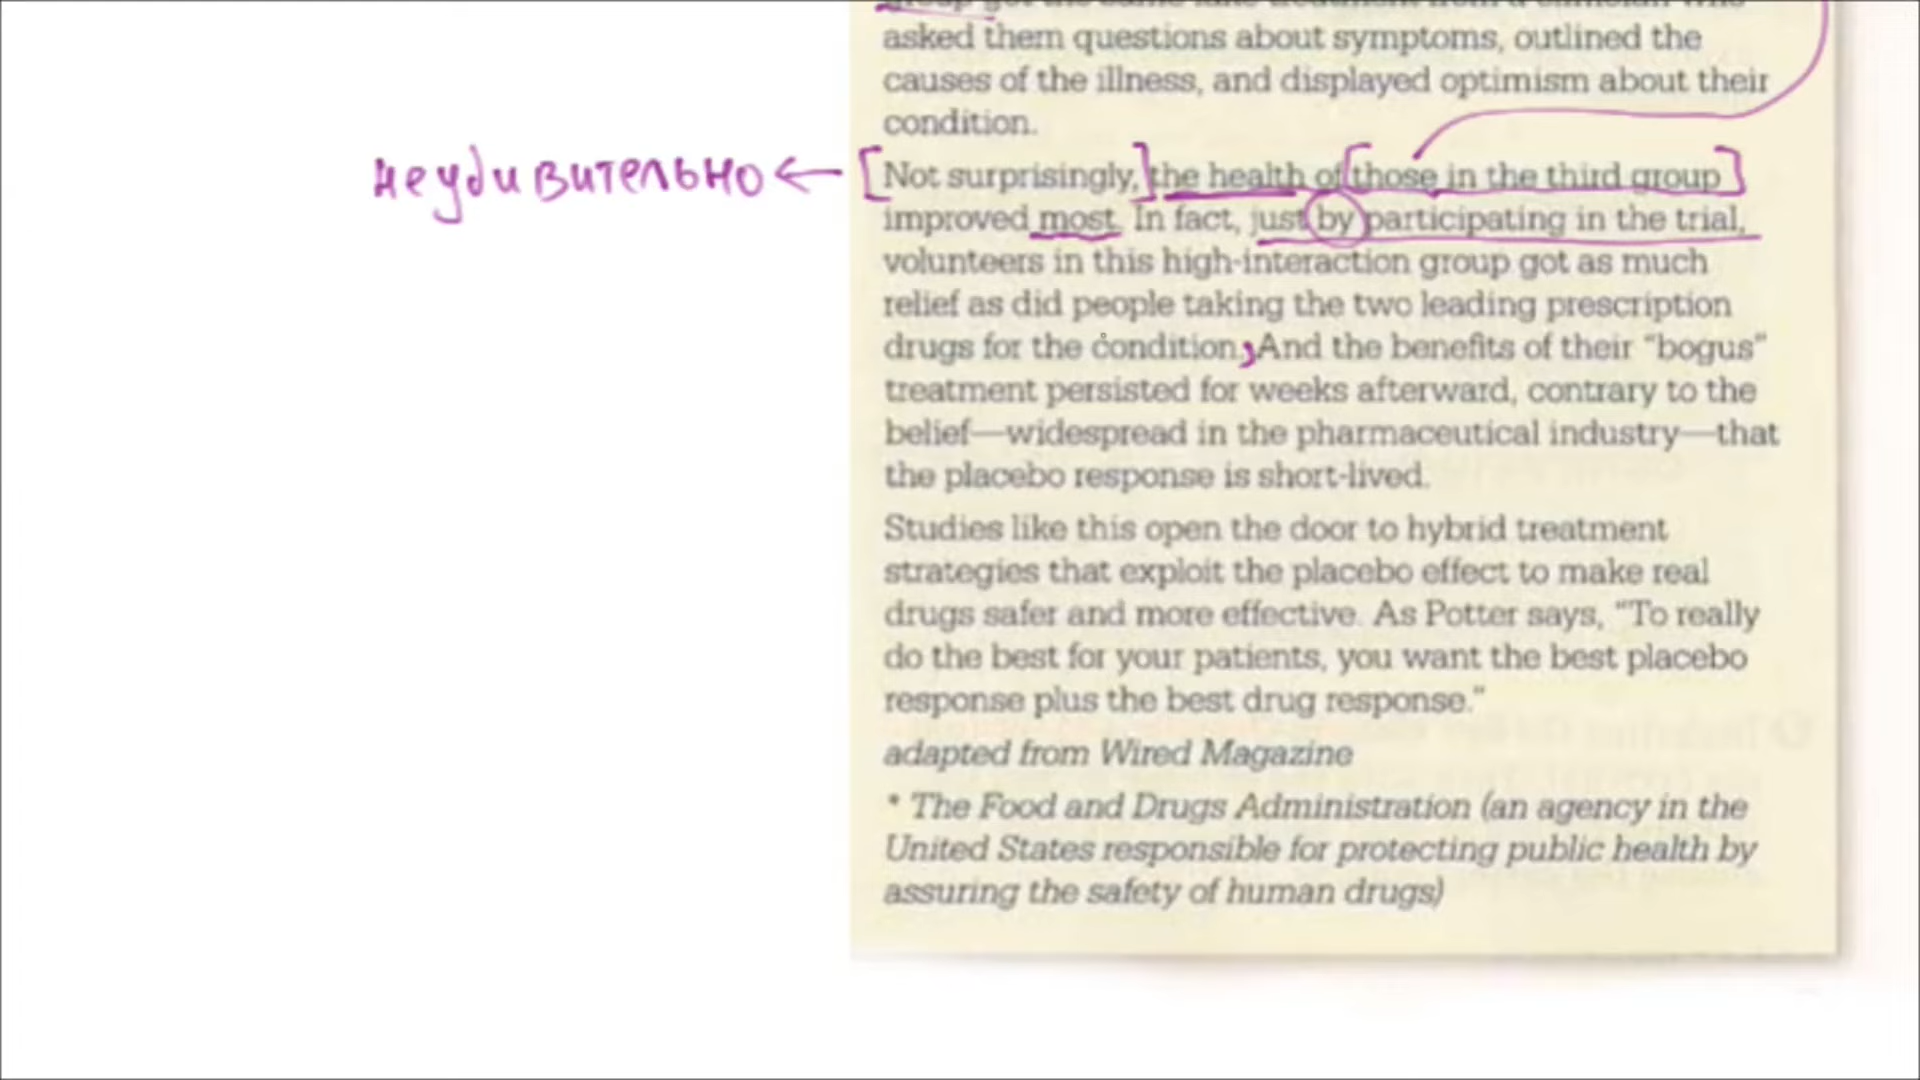 asked them questions about symptoms, outlined the
causes of the illness, and displayed optimism about their
condition.
неудивительно
Not surprisingly, the health of those in the third group
improved most. In fact, just by participating in the trial,
volunteers in this high-interaction group got as much
relief as did people taking the two leading prescription
drugs for the condition, And the benefits of their “bogus”
treatment persisted for weeks afterward, contrary to the
belief—widespread in the pharmaceutical industry—that
the placebo response is short-lived.
Studies like this open the door to hybrid treatment
strategies that exploit the placebo effect to make real
drugs safer and more effective. As Potter says, “To really
do the best for your patients, you want the best placebo
response plus the best drug response.”
adapted from Wired Magazine
* The Food and Drugs Administration (an agency in the
United States responsible for protecting public health by
assuring the safety of human drugs)